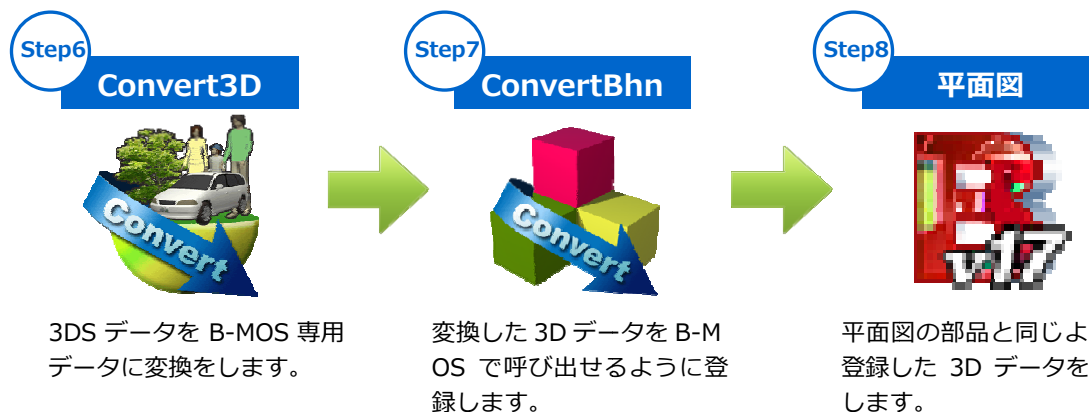 Step6
Convert3D
Convert
3DS データを B-MOS 専用
データに変換をします。
Step7
ConvertBhn
Convert
変換した 3D データを B-M
OS で呼び出せるように登
録します。
Step8
平面図
v17
平面図の部品と同じよ
登録した 3D データを
します。